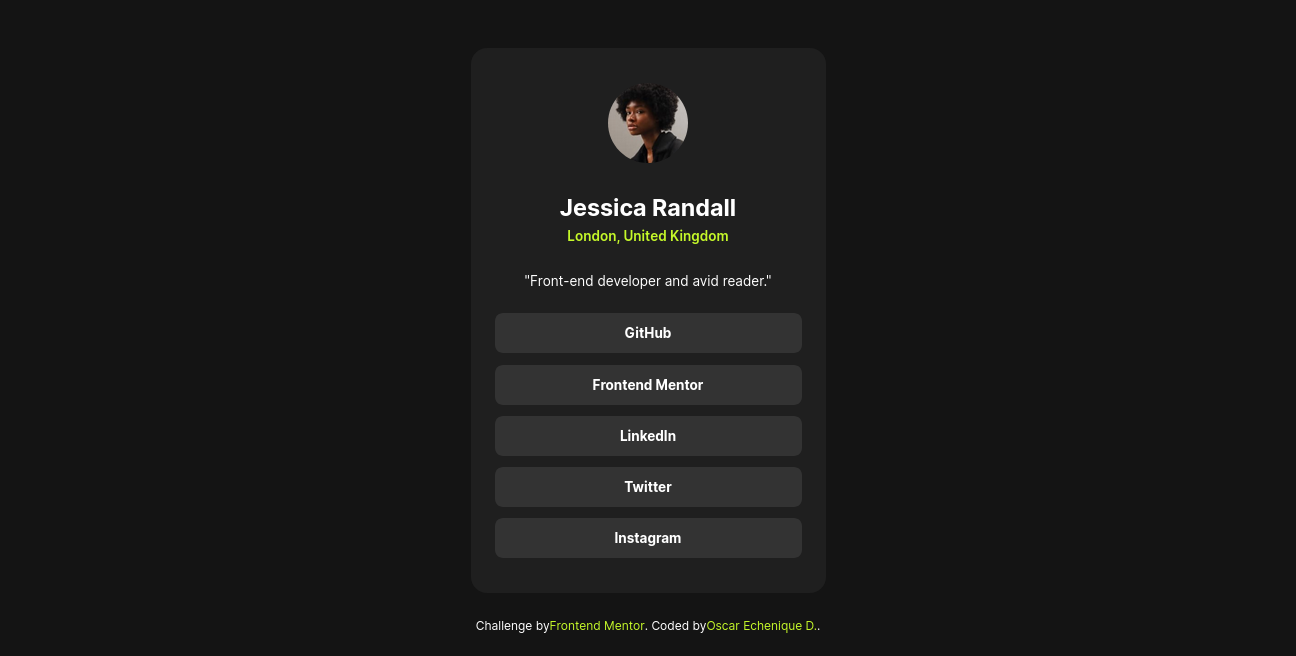 Jessica Randall
London, United Kingdom
"Front-end developer and avid reader."
GitHub
Frontend Mentor
LinkedIn
Twitter
Instagram
Challenge byFrontend Mentor. Coded byOscar Echenique D..